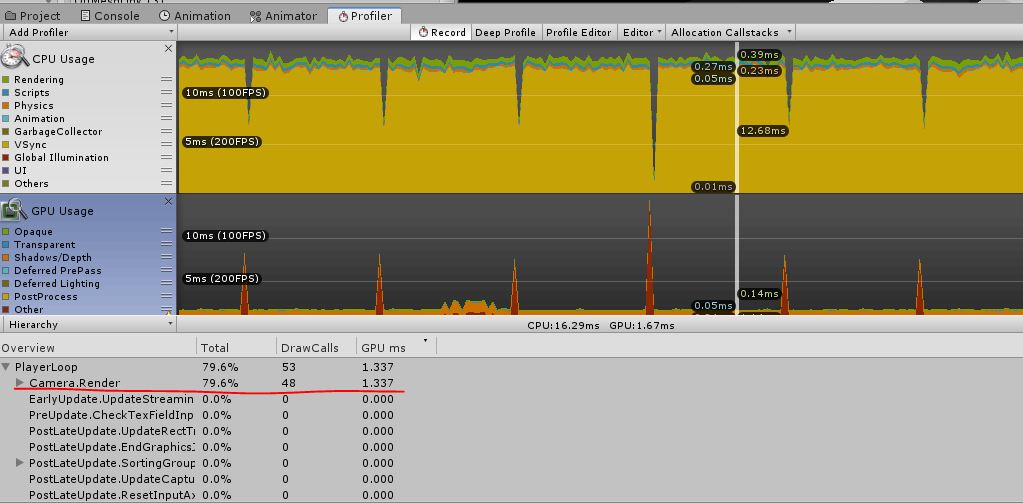 Project Console Animation Animator Profiler
Add Profiler Record Deep Profile Profile Editor Editor Allocation Callstacks
CPU Usage
Rendering
Scripts
Physics
Animation
GarbageCollector
VSync
Global Illumination
UI
Others
10ms (100FPS)
5ms (200FPS)
0.39ms
0.27ms
0.23ms
0.05ms
12.68ms
0.01ms
GPU Usage
Opaque
Transparent
Shadows/Depth
Deferred PrePass
Deferred Lighting
PostProcess
Other
10ms (100FPS)
5ms (200FPS)
0.14ms
0.05ms
Hierarchy CPU:16.29ms GPU:1.67ms
Overview Total DrawCalls GPU ms
PlayerLoop 79.6% 53 1.337
Camera.Render 79.6% 48 1.337
EarlyUpdate.UpdateStreamin 0.0% 0 0.000
PreUpdate.CheckTexFieldInp 0.0% 0 0.000
PostLateUpdate.UpdateRectT 0.0% 0 0.000
PostLateUpdate.EndGraphicsJ 0.0% 0 0.000
PostLateUpdate.SortingGroup 0.0% 0 0.000
PostLateUpdate.UpdateCaptu 0.0% 0 0.000
PostLateUpdate.ResetInputAx 0.0% 0 0.000